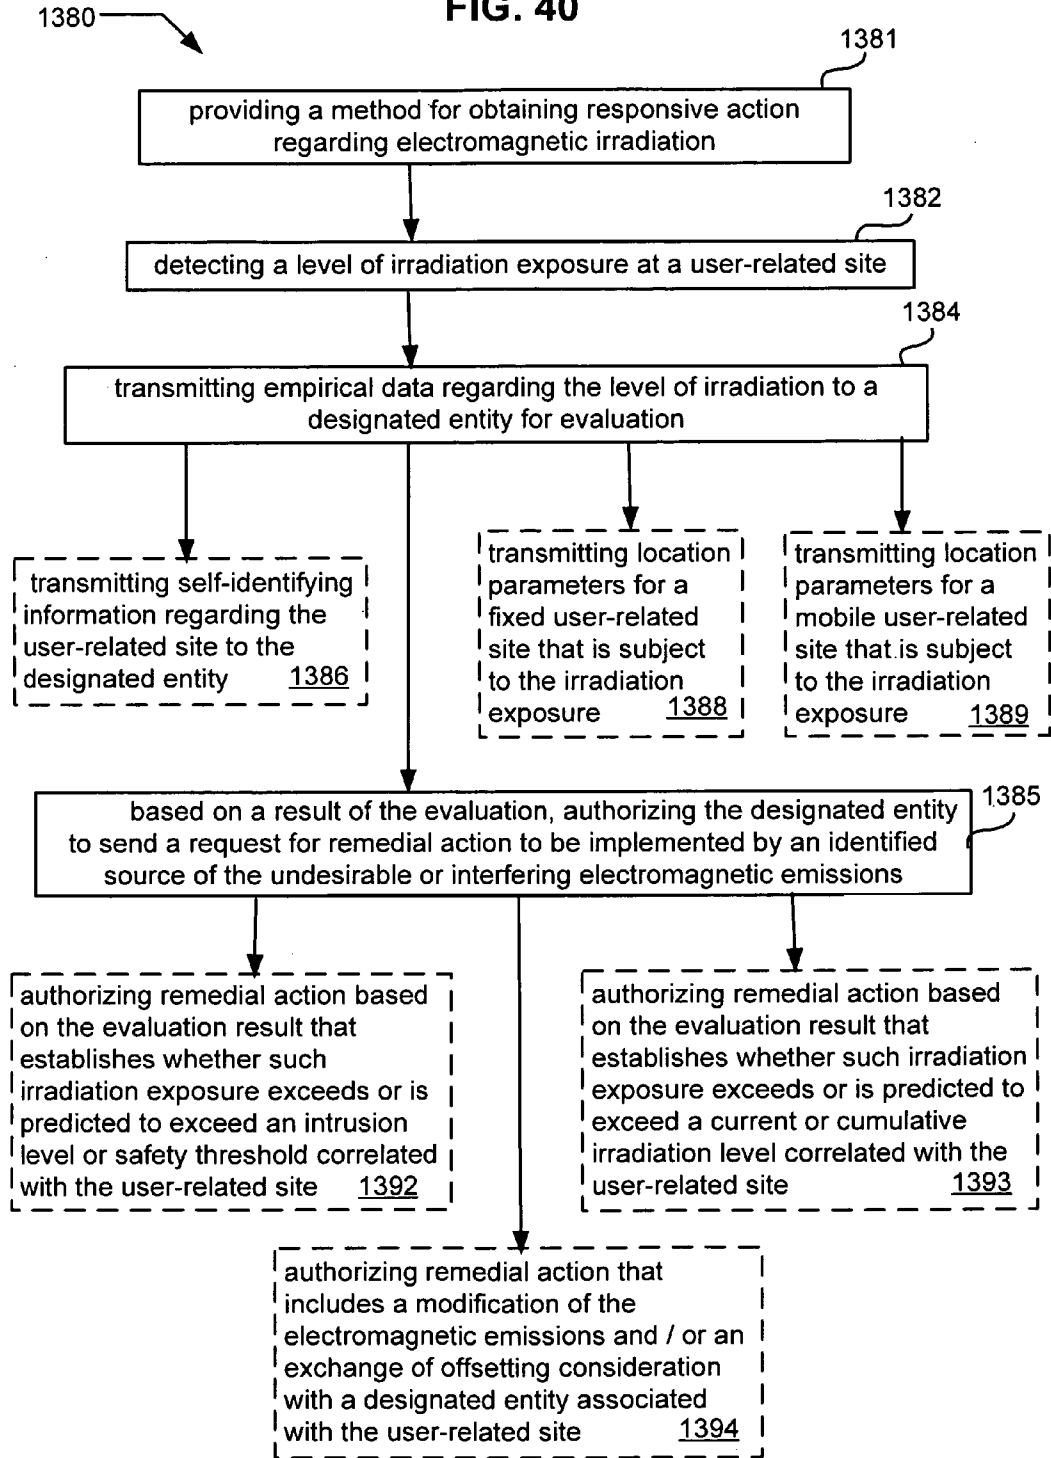 FIG. 40
1380
1381
providing a method for obtaining responsive action
regarding electromagnetic irradiation
1382
detecting a level of irradiation exposure at a user-related site
1384
transmitting empirical data regarding the level of irradiation to a
designated entity for evaluation
transmitting self-identifying
information regarding the
user-related site to the
designated entity 1386
transmitting location
parameters for a
fixed user-related
site that is subject
to the irradiation
exposure 1388
transmitting location
parameters for a
mobile user-related
site that is subject
to the irradiation
exposure 1389
1385
based on a result of the evaluation, authorizing the designated entity
to send a request for remedial action to be implemented by an identified
source of the undesirable or interfering electromagnetic emissions
authorizing remedial action based
on the evaluation result that
establishes whether such
irradiation exposure exceeds or is
predicted to exceed an intrusion
level or safety threshold correlated
with the user-related site 1392
authorizing remedial action based
on the evaluation result that
establishes whether such irradiation
exposure exceeds or is predicted to
exceed a current or cumulative
irradiation level correlated with the
user-related site 1393
authorizing remedial action that
includes a modification of the
electromagnetic emissions and / or an
exchange of offsetting consideration
with a designated entity associated
with the user-related site 1394